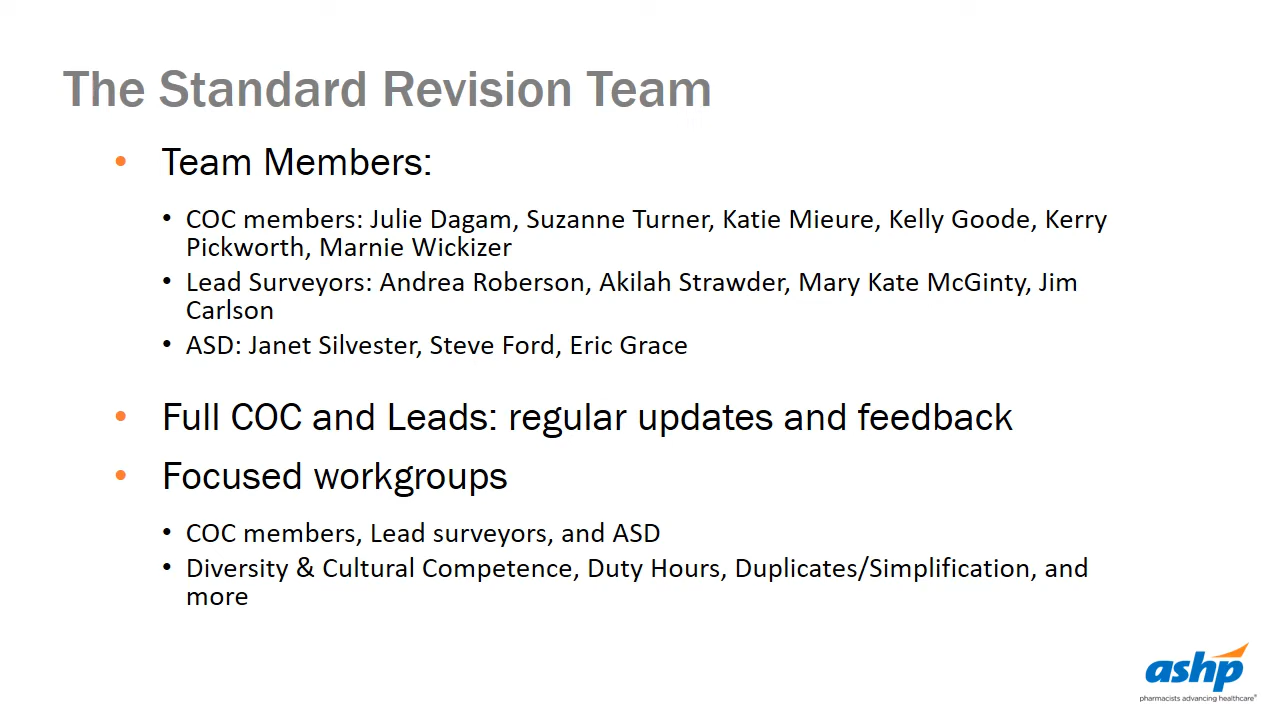 The Standard Revision Team
• Team Members:
• COC members: Julie Dagam, Suzanne Turner, Katie Mieure, Kelly Goode, Kerry
Pickworth, Marnie Wickizer
• Lead Surveyors: Andrea Roberson, Akilah Strawder, Mary Kate McGinty, Jim
Carlson
• ASD: Janet Silvester, Steve Ford, Eric Grace
• Full COC and Leads: regular updates and feedback
• Focused workgroups
• COC members, Lead surveyors, and ASD
• Diversity & Cultural Competence, Duty Hours, Duplicates/Simplification, and
more
ashp
pharmacists advancing healthcare®